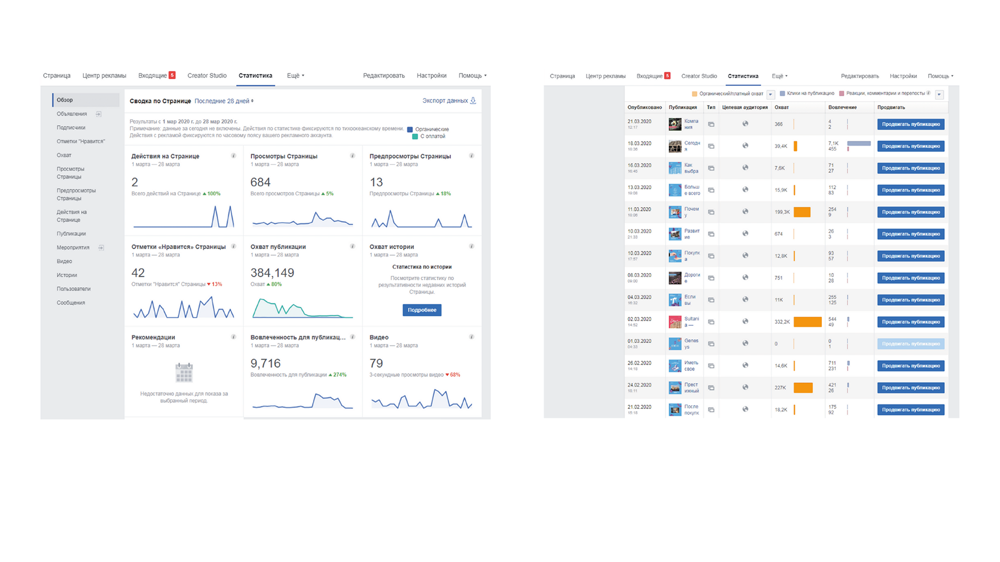 Страница Центр рекламы Входящие 5 Creator Studio Статистика Ещё Редактировать Настройки Помощь
Обзор
Объявления
Подписчики
Отметки "Нравится"
Охват
Просмотры
Страницы
Предпросмотры
Страницы
Действия на
Странице
Публикации
Мероприятия
Видео
Истории
Пользователи
Сообщения
Сводка по Странице Последние 28 дней Экспорт данных
Результаты с 1 мар 2020 г. до 28 мар 2020 г.
Примечание: данные за сегодня не включены. Действия по статистике фиксируются по тихоокеанскому времени.
Действия с рекламой фиксируются по часовому поясу вашего рекламного аккаунта.
Органические
С оплатой
Действия на Странице
1 марта — 28 марта
2
Всего действий на Странице 100%
Просмотры Страницы
1 марта — 28 марта
684
Всего просмотров Страницы 5%
Предпросмотры Страницы
1 марта — 28 марта
13
Предпросмотры Страницы 18%
Отметки «Нравится» Страницы
1 марта — 28 марта
42
Отметки "Нравится" Страницы 13%
Охват публикации
1 марта — 28 марта
384,149
Охват 80%
Охват истории
1 марта — 28 марта
Статистика по истории
Посмотрите статистику по
результативности недавних историй
Страницы.
Подробнее
Рекомендации
1 марта — 28 марта
Недостаточно данных для показа за
выбранный период.
Вовлеченность для публикац...
1 марта — 28 марта
9,716
Вовлеченность для публикации 274%
Видео
1 марта — 28 марта
79
3-секундные просмотры видео 68%
Страница Центр рекламы Входящие 5 Creator Studio Статистика Ещё Редактировать Настройки Помощь
Органический/платный охват Клики на публикацию Реакции, комментарии и перепосты
Опубликовано Публикация Тип Целевая аудитория Охват Вовлечение Продвигать
21.03.2020 Компа 4
12:17 ния 366 2 Продвигать публикацию
18.03.2020 Сегодн 7,1K
18:36 я 39,4K 455 Продвигать публикацию
16.03.2020 Как 71
16:45 выбра 7,6K 27 Продвигать публикацию
13.03.2020 Больш 112
19:08 е всего 15,9K 83 Продвигать публикацию
11.03.2020 Почем 254
18:06 у 199,3K 9 Продвигать публикацию
10.03.2020 Развит 26
21:33 ие 674 3 Продвигать публикацию
10.03.2020 Покупк 93
17:57 а 12,8K 57 Продвигать публикацию
08.03.2020 Дороги 10
09:00 е 751 28 Продвигать публикацию
04.03.2020 Если 255
16:32 вы 11K 125 Продвигать публикацию
02.03.2020 Sultani 544
14:52 a — 332,2K 49 Продвигать публикацию
01.03.2020 Genes 0
04:33 ys 0 1 Продвигать публикацию
26.02.2020 Иметь 711
14:18 свое 14,6K 231 Продвигать публикацию
24.02.2020 Прест 421
18:11 ижный 227K 26 Продвигать публикацию
21.02.2020 После 175
15:18 покупк 18,2K 92 Продвигать публикацию